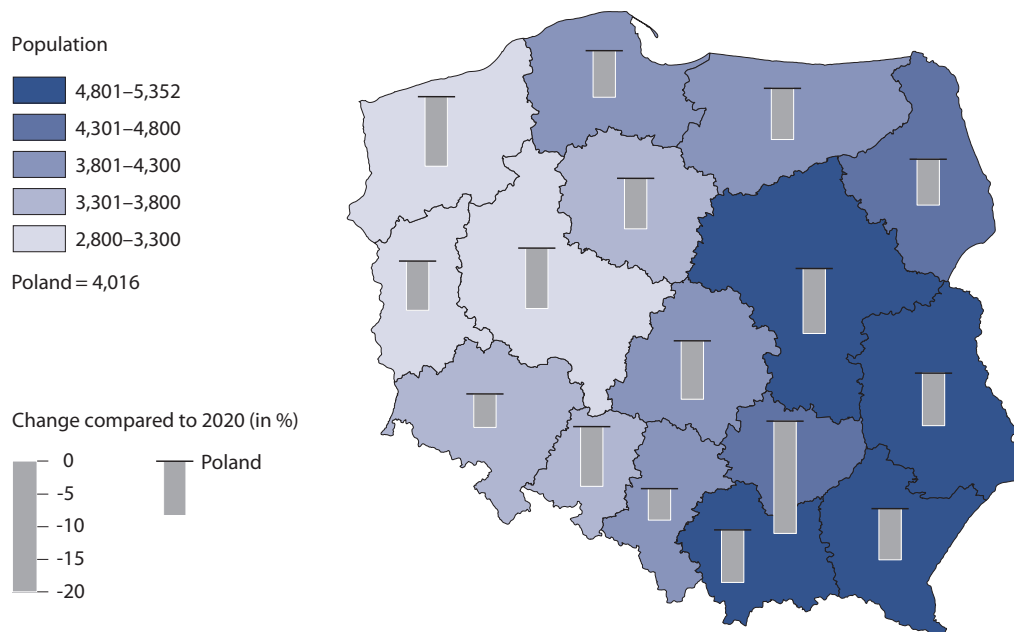 Population
4,801–5,352
4,301–4,800
3,801–4,300
3,301–3,800
2,800–3,300
Poland = 4,016
Change compared to 2020 (in %)
0
-5
-10
-15
-20
Poland